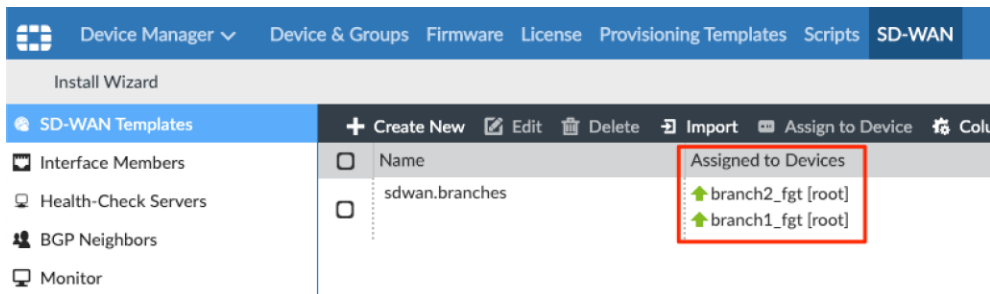 Device Manager Device & Groups Firmware License Provisioning Templates Scripts SD-WAN
Install Wizard
SD-WAN Templates
Create New Edit Delete Import Assign to Device Colu
Interface Members
Name Assigned to Devices
Health-Check Servers
sdwan.branches branch2_fgt [root]
branch1_fgt [root]
BGP Neighbors
Monitor